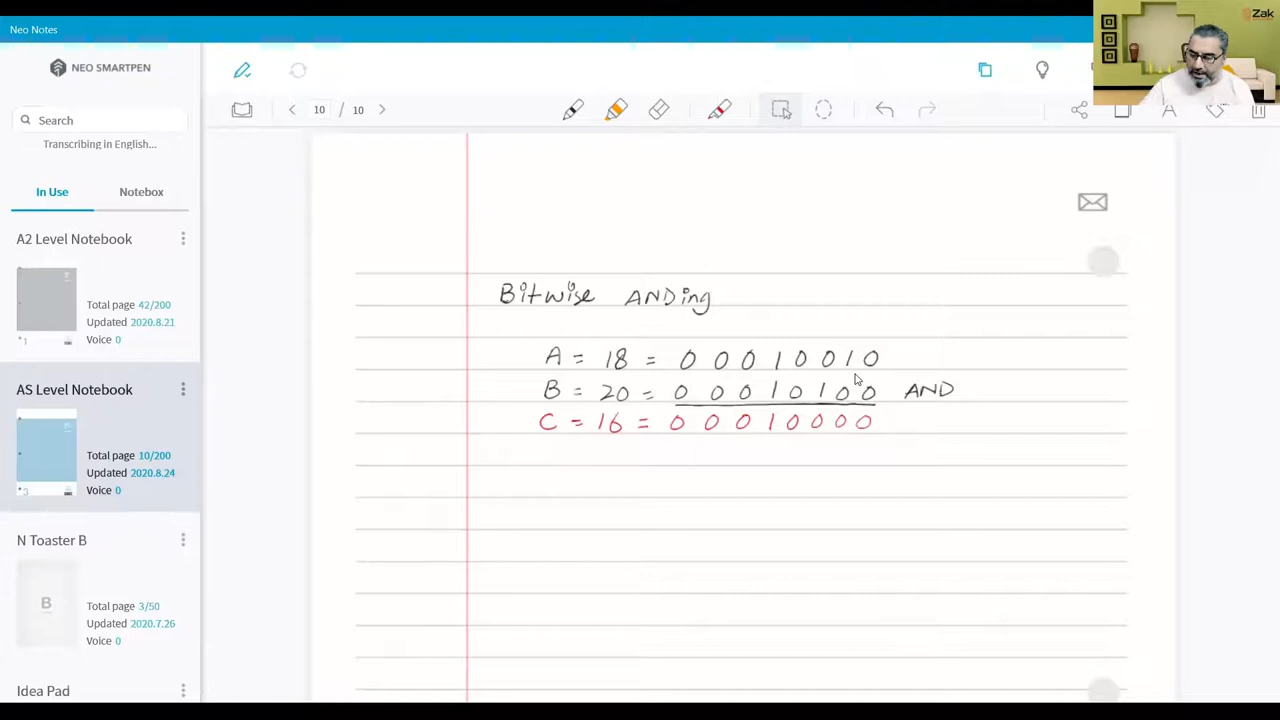 Neo Notes
Zak
NEO SMARTPEN
Search
Transcribing in English...
In Use
Notebox
A2 Level Notebook
Total page 42/200
Updated 2020.8.21
Voice 0
1
AS Level Notebook
Total page 10/200
Updated 2020.8.24
Voice 0
3
N Toaster B
B
Total page 3/50
Updated 2020.7.26
Voice 0
Idea Pad
10 / 10
Bitwise ANDing
A = 18 = 0 0 0 1 0 0 1 0
B = 20 = 0 0 0 1 0 1 0 0 AND
C = 16 = 0 0 0 1 0 0 0 0